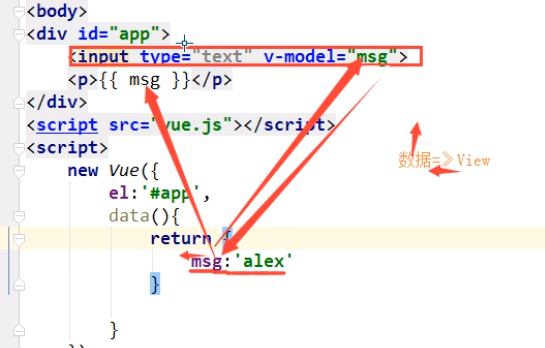 <body>
<div id="app">
<input type="text" v-model="msg">
<p>{{ msg }}</p>
</div>
<script src="vue.js"></script>
<script>
new Vue({
el:'#app',
data(){
return {
msg:'alex'
}
}
})
数据=》View